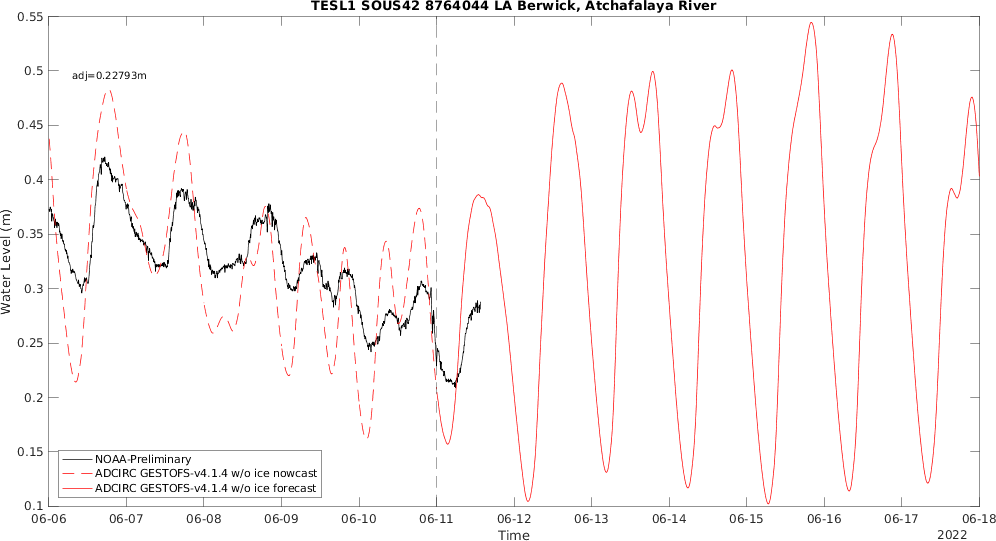 TESL1 SOUS42 8764044 LA Berwick, Atchafalaya River
0.55
0.5
0.45
0.4
0.35
0.3
0.25
0.2
0.15
0.1
Water Level (m)
adj=0.22793m
NOAA-Preliminary
ADCIRC GESTOFS-v4.1.4 w/o ice nowcast
ADCIRC GESTOFS-v4.1.4 w/o ice forecast
06-06 06-07 06-08 06-09 06-10 06-11 06-12 06-13 06-14 06-15 06-16 06-17 06-18
Time
2022